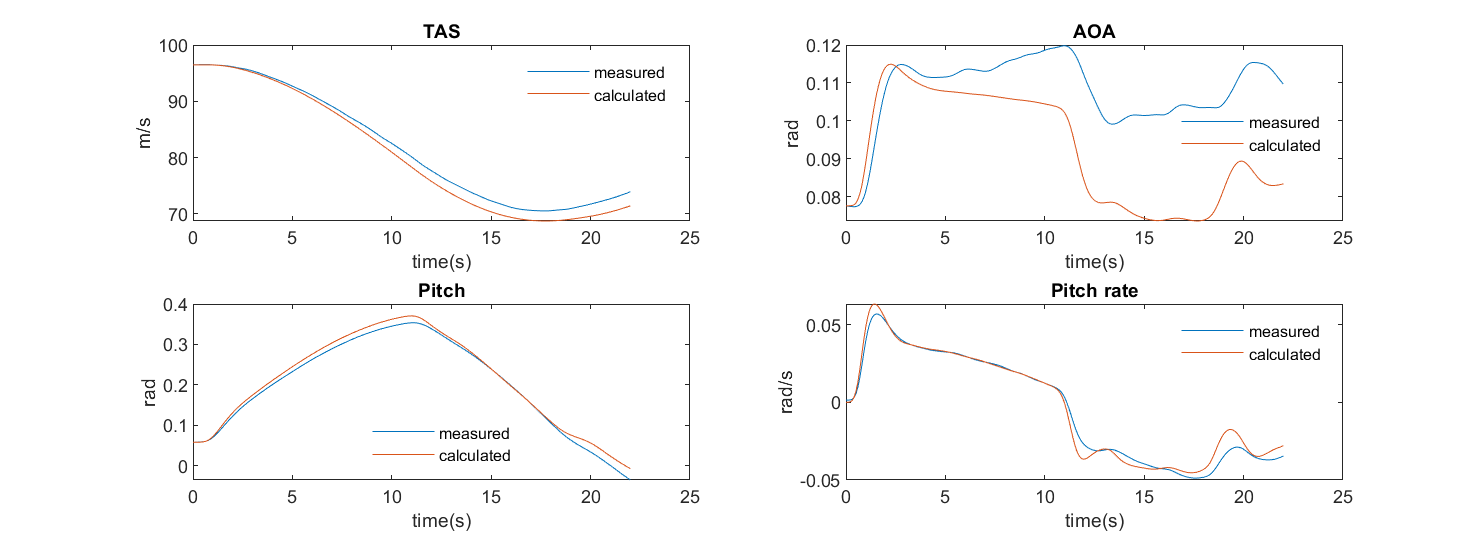 TAS
100
90
80
70
m/s
measured
calculated
0 5 10 15 20 25
time(s)
AOA
0.12
0.11
0.1
0.09
0.08
rad
measured
calculated
0 5 10 15 20 25
time(s)
Pitch
0.4
0.3
0.2
0.1
0
rad
measured
calculated
0 5 10 15 20 25
time(s)
Pitch rate
0.05
0
-0.05
rad/s
measured
calculated
0 5 10 15 20 25
time(s)